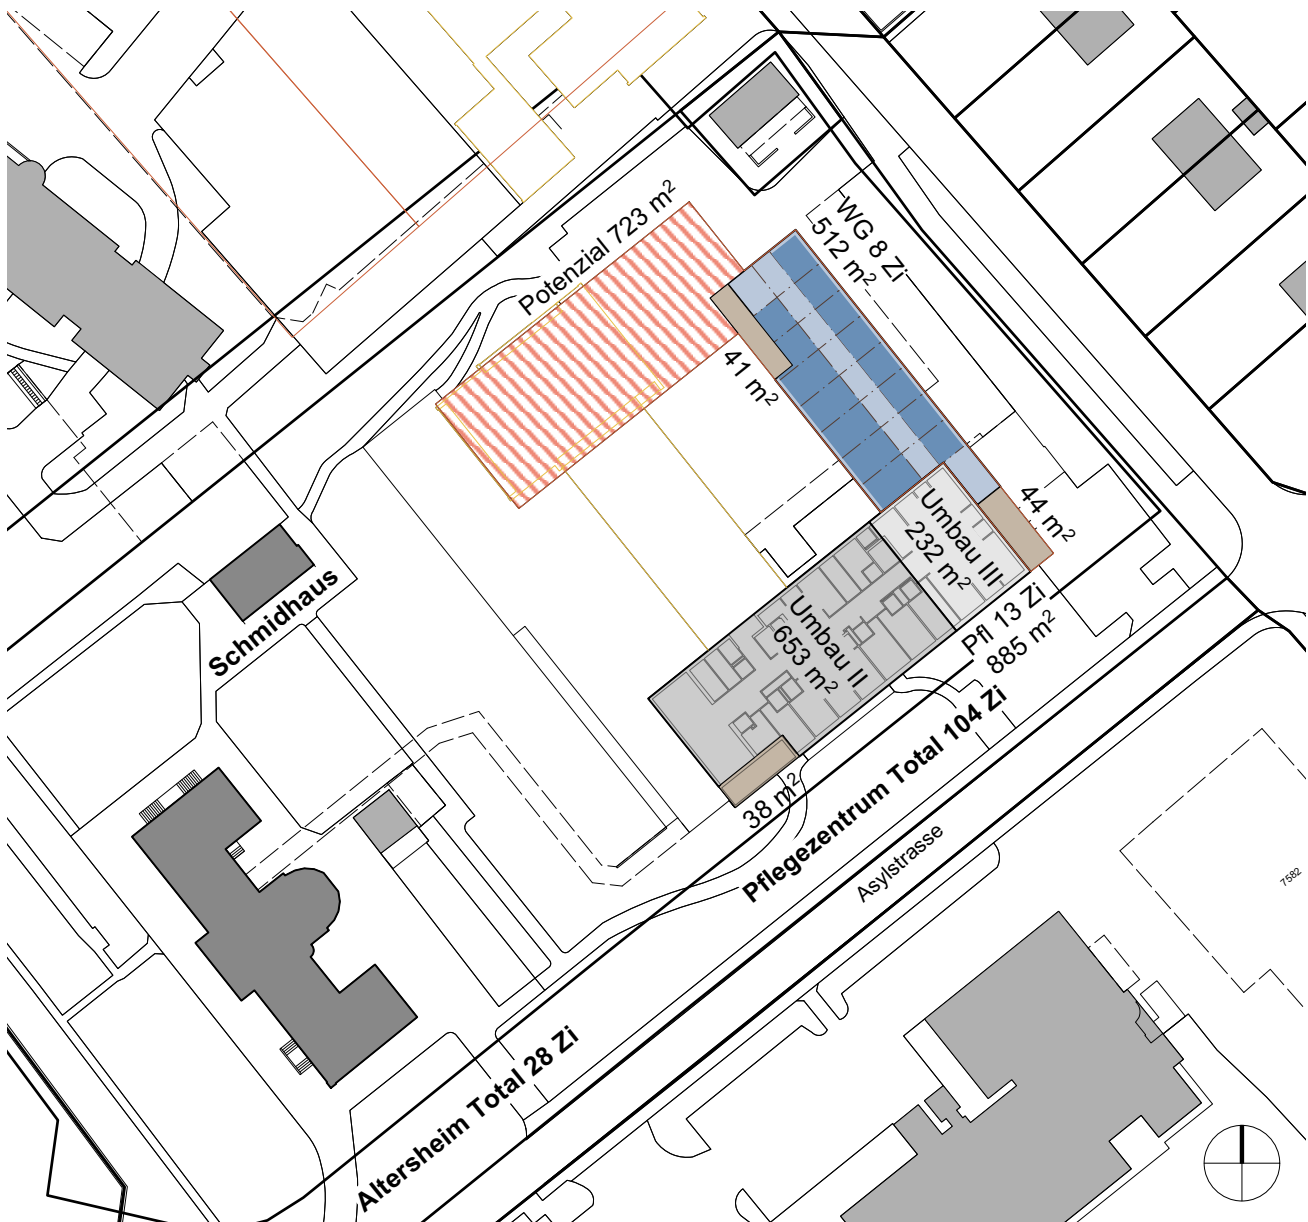 Potenzial 723 m²
WG 8 Zi
512 m²
41 m²
44 m²
Umbau III
232 m²
Umbau II
653 m²
Pfl 13 Zi
885 m²
38 m²
Schmidhaus
Pflegezentrum Total 104 Zi
Asylstrasse
7582
Altersheim Total 28 Zi